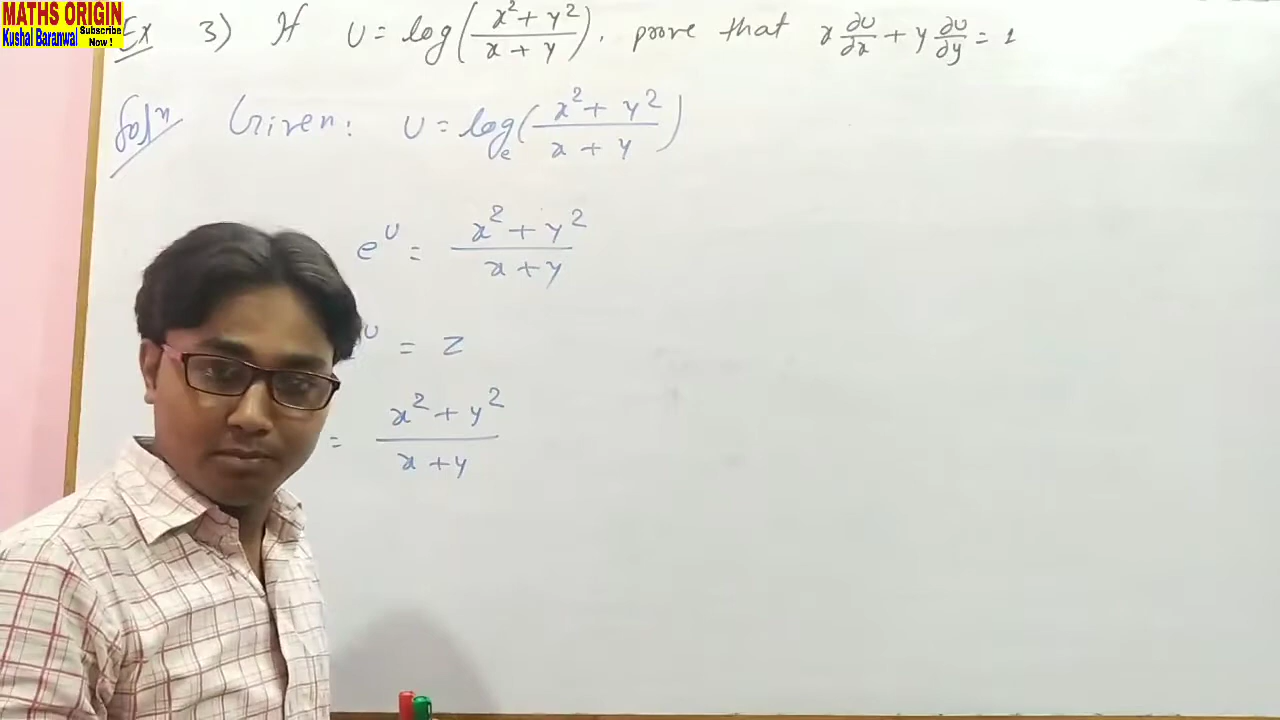 MATHS ORIGIN
Kushal Baranwal Subscribe Now !
Ex 3) If U = log(x²+y²/x+y), prove that x ∂U/∂x + y ∂U/∂y = 1
Solⁿ Given: U = logₑ(x²+y²/x+y)
e^U = x²+y²/x+y
U = z
= x²+y²/x+y